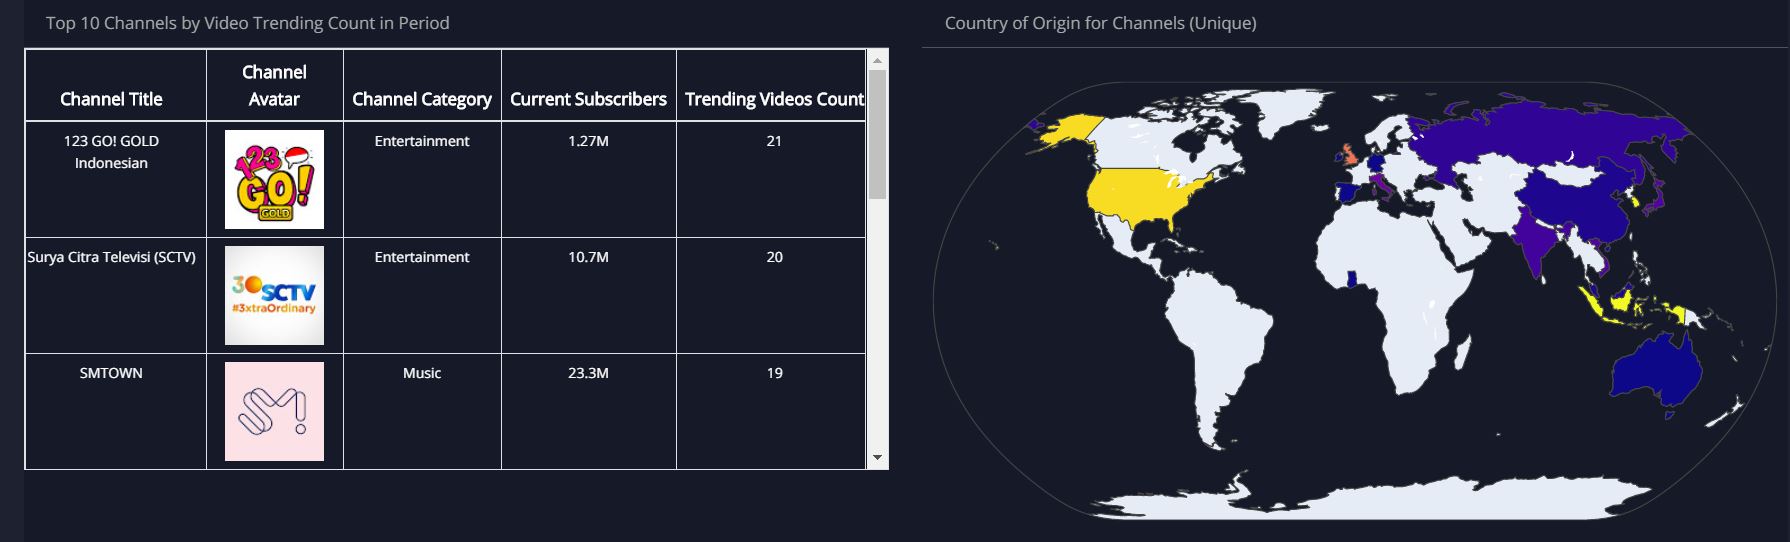 Top 10 Channels by Video Trending Count in Period
Country of Origin for Channels (Unique)
Channel Title
Channel
Avatar
Channel Category
Current Subscribers
Trending Videos Count
123 GO! GOLD
Indonesian
123
GO!
GOLD
Entertainment
1.27M
21
Surya Citra Televisi (SCTV)
30 SCTV
#3xtraOrdinary
Entertainment
10.7M
20
SMTOWN
SM!
Music
23.3M
19